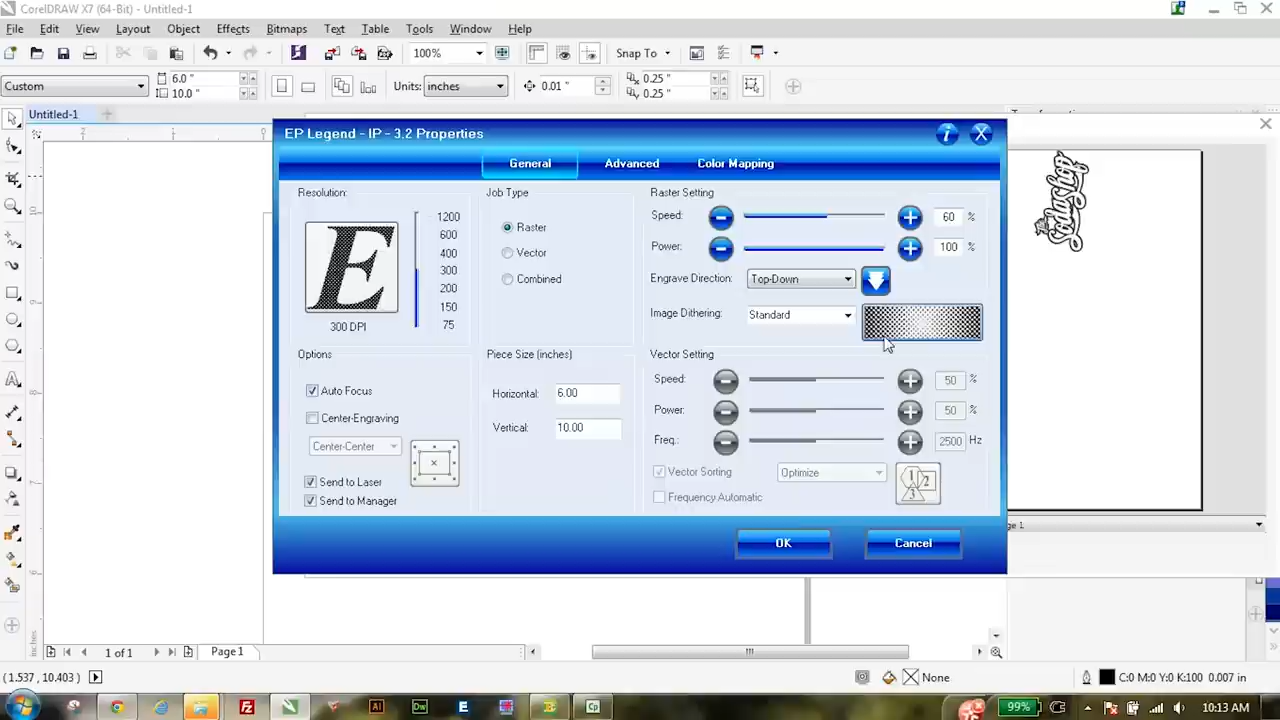 CorelDRAW X7 (64-Bit) - Untitled-1
File Edit View Layout Object Effects Bitmaps Text Table Tools Window Help
100% Snap To
Custom 6.0 " 10.0 " Units: inches 0.01 " 0.25 " 0.25 "
Untitled-1
EP Legend - IP - 3.2 Properties
General Advanced Color Mapping
Resolution:
1200
600
400
300
200
150
75
E
300 DPI
Job Type
Raster
Vector
Combined
Raster Setting
Speed: 60 %
Power: 100 %
Engrave Direction: Top-Down
Image Dithering: Standard
Options
Auto Focus
Center-Engraving
Center-Center
Send to Laser
Send to Manager
Piece Size (inches)
Horizontal: 6.00
Vertical: 10.00
Vector Setting
Speed: 50 %
Power: 50 %
Freq.: 2500 Hz
Vector Sorting Optimize
1 2 3
Frequency Automatic
OK Cancel
1 of 1 Page 1
(1.537, 10.403 ) None C:0 M:0 Y:0 K:100 0.007 in
Ai Dw E Cp 99% 10:13 AM